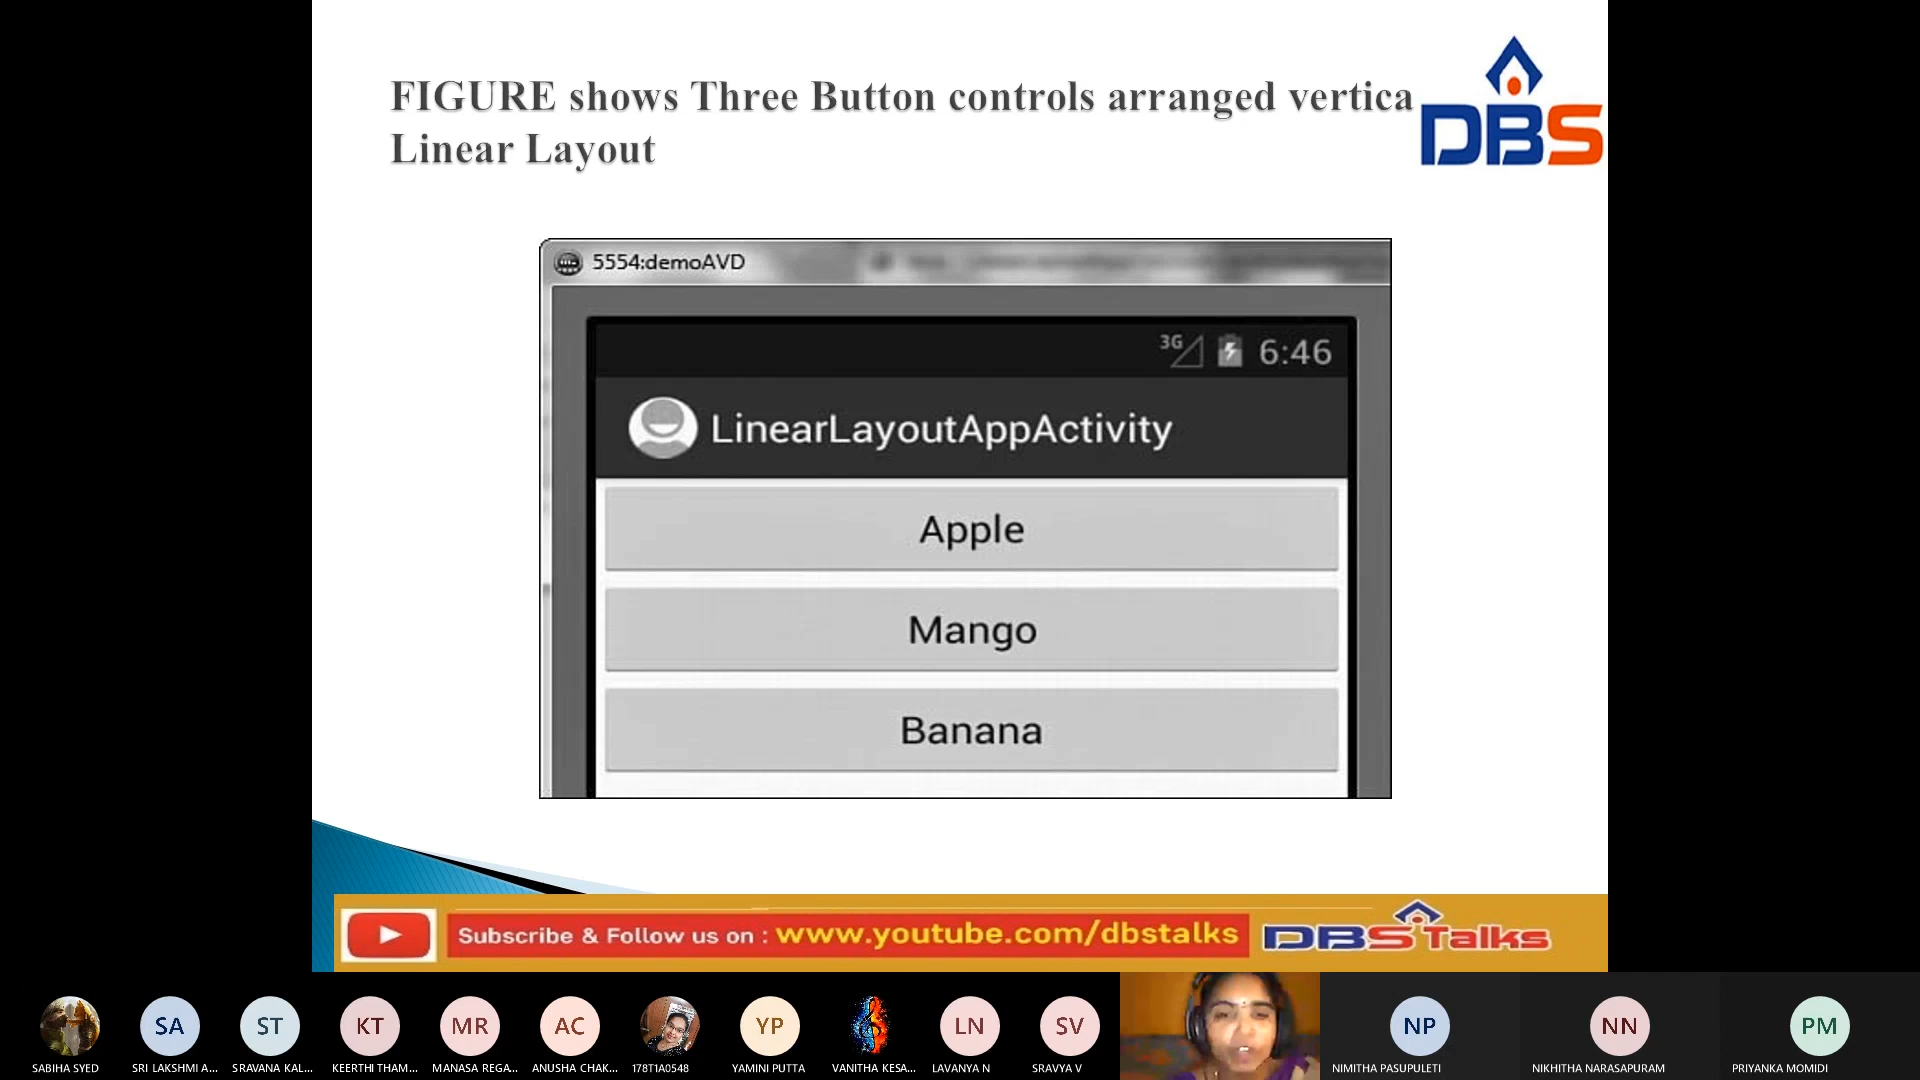 FIGURE shows Three Button controls arranged vertica
Linear Layout
DBS
5554:demoAVD
3G 6:46
LinearLayoutAppActivity
Apple
Mango
Banana
Subscribe & Follow us on : www.youtube.com/dbstalks DBS Talks
SA ST KT MR AC YP LN SV NP NN PM
SABIHA SYED SRI LAKSHMI A... SRAVANA KAL... KEERTHI THAM... MANASA REGA... ANUSHA CHAK... 178T1A0548 YAMINI PUTTA VANITHA KESA... LAVANYA N SRAVYA V NIMITHA PASUPULETI NIKHITHA NARASAPURAM PRIYANKA MOMIDI